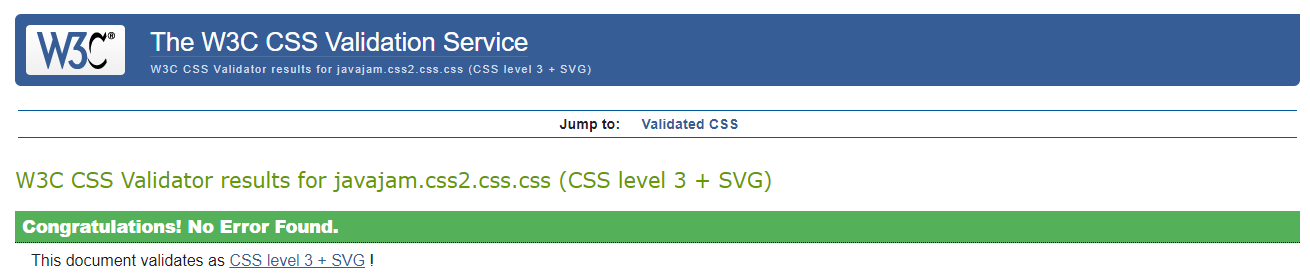 W3C®
The W3C CSS Validation Service
W3C CSS Validator results for javajam.css2.css.css (CSS level 3 + SVG)
Jump to: Validated CSS
W3C CSS Validator results for javajam.css2.css.css (CSS level 3 + SVG)
Congratulations! No Error Found.
This document validates as CSS level 3 + SVG !